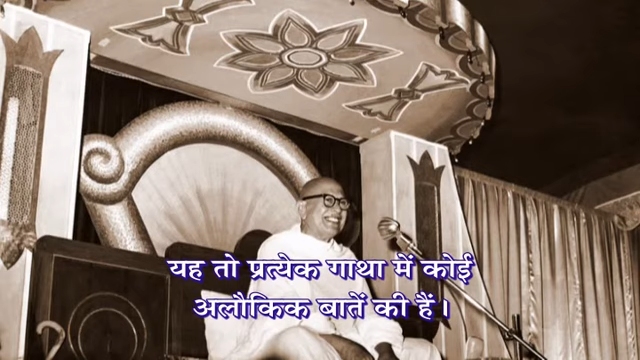 यह तो प्रत्येक गाथा में कोई
अलौकिक बातें की हैं।